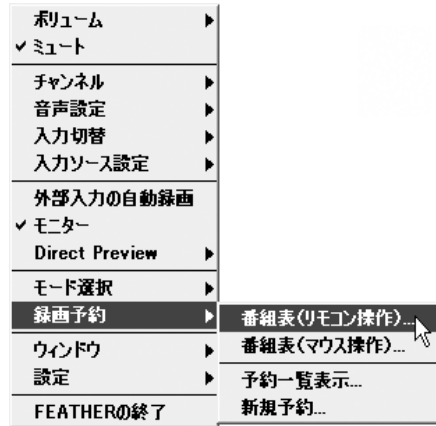 ボリューム
ミュート
チャンネル
音声設定
入力切替
入力ソース設定
外部入力の自動録画
モニター
Direct Preview
モード選択
録画予約
番組表(リモコン操作)...
番組表(マウス操作)...
予約一覧表示...
新規予約...
ウィンドウ
設定
FEATHERの終了